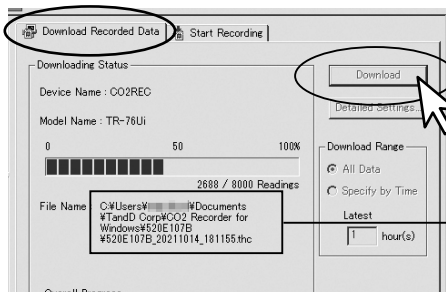 Download Recorded Data
Start Recording
Downloading Status
Download
Device Name : CO2REC
Detailed Settings...
Model Name : TR-76Ui
0 50 100%
Download Range
All Data
2688 / 8000 Readings
Specify by Time
File Name : C:¥Users¥ ¥Documents
¥TandD Corp¥CO2 Recorder for
Windows¥520E107B
¥520E107B_20211014_181155.thc
Latest
1 hour(s)
Overall Progress